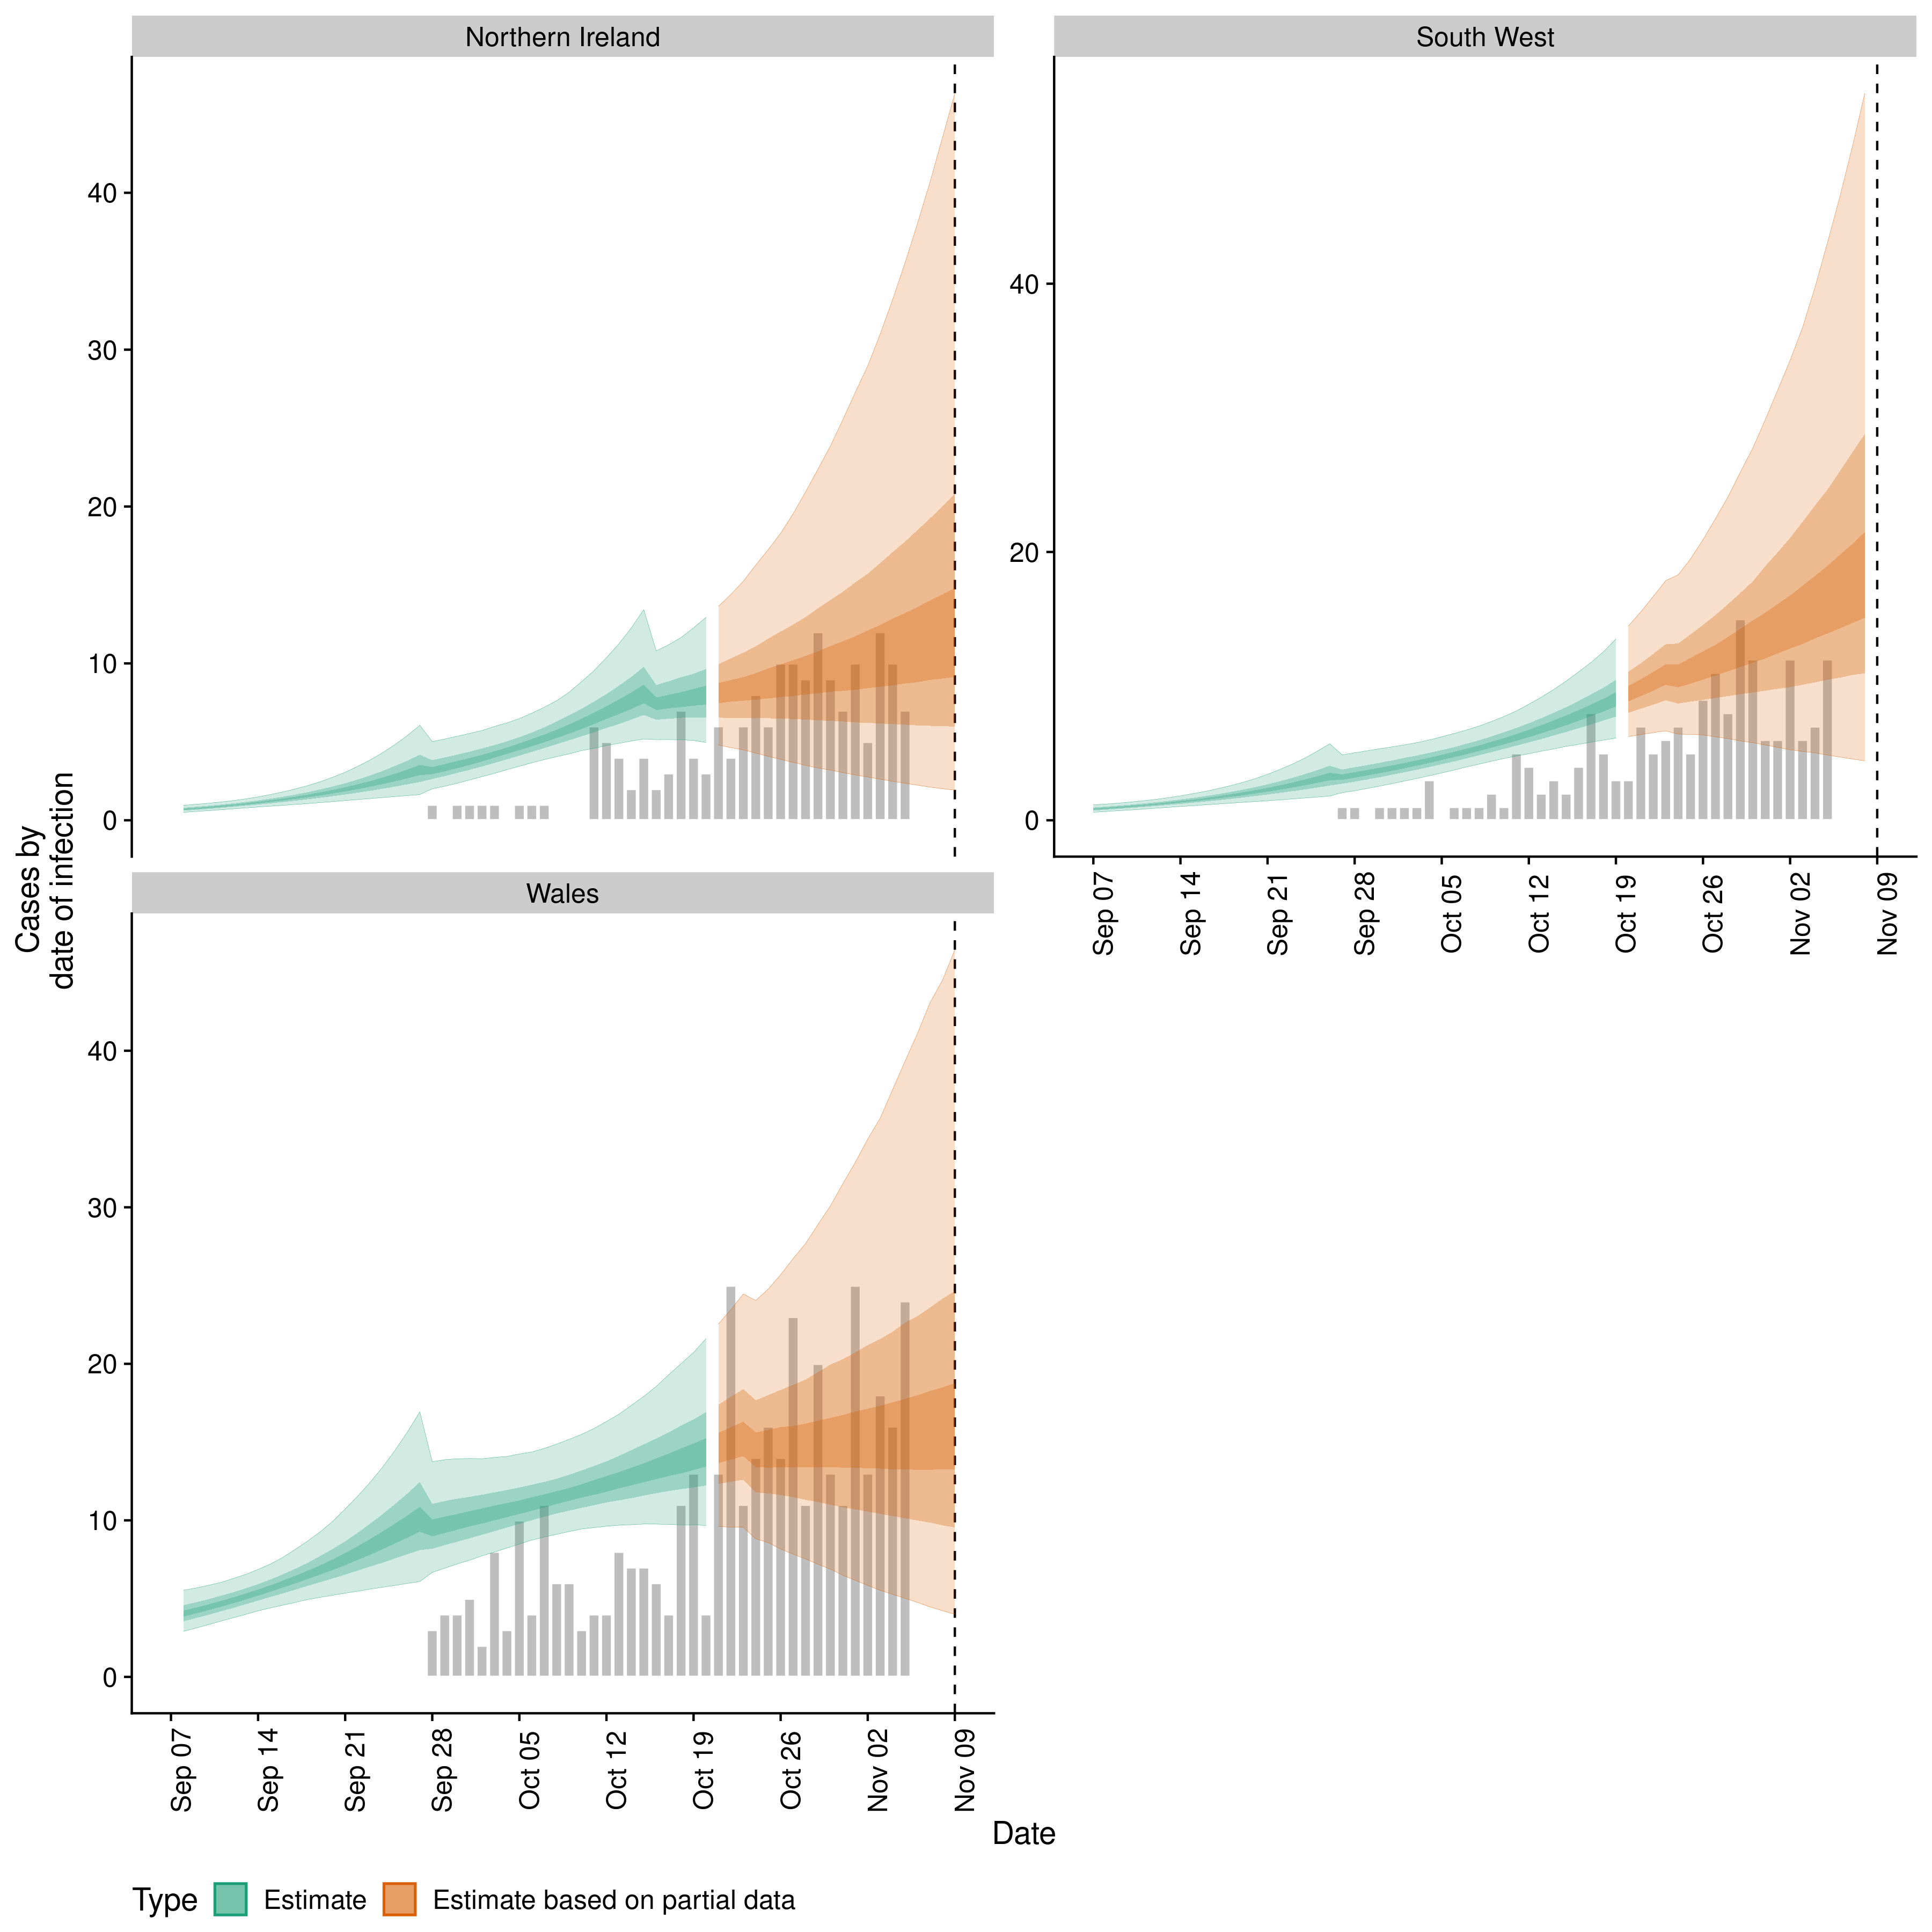 Northern Ireland
South West
40
30
20
10
0
40
20
0
Sep 07
Sep 14
Sep 21
Sep 28
Oct 05
Oct 12
Oct 19
Oct 26
Nov 02
Nov 09
Cases by
date of infection
Wales
40
30
20
10
0
Sep 07
Sep 14
Sep 21
Sep 28
Oct 05
Oct 12
Oct 19
Oct 26
Nov 02
Nov 09
Date
Type Estimate Estimate based on partial data